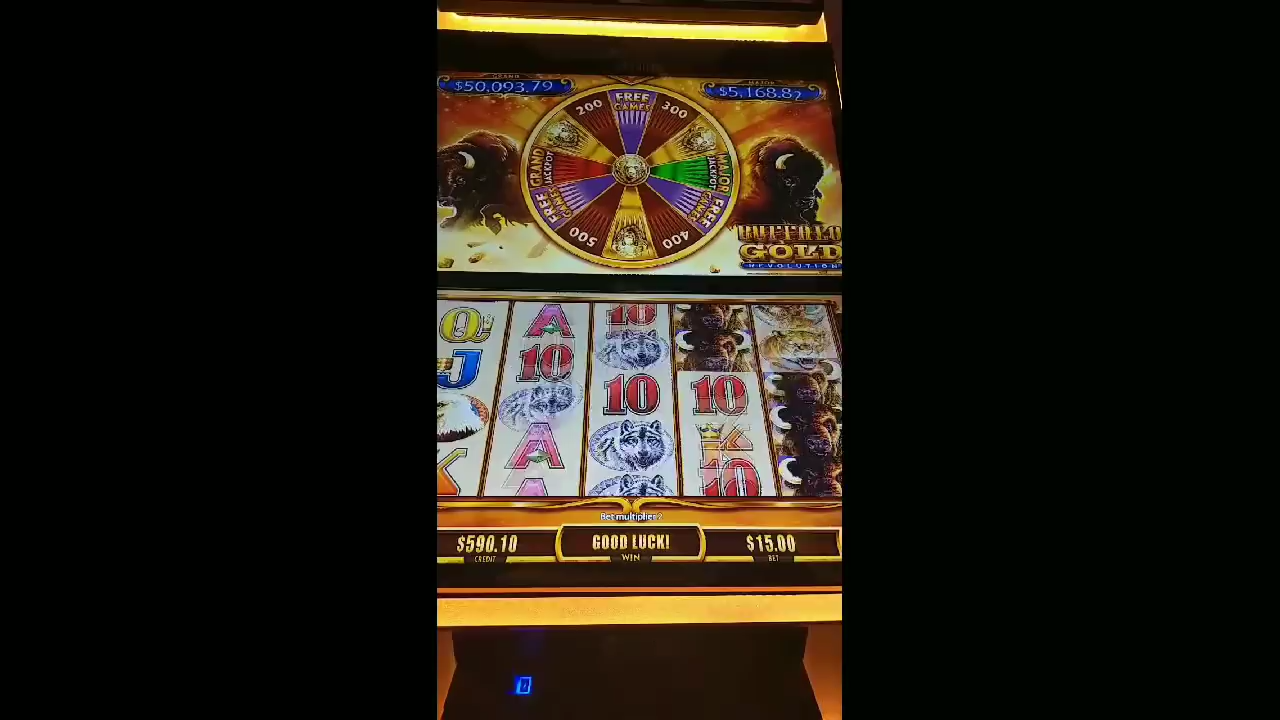 GRAND
$50,093.79
MAJOR
$5,168.82
FREE GAMES
300
MAJOR JACKPOT
FREE GAMES
400
500
FREE GAMES
GRAND JACKPOT
200
BUFFALO
GOLD
REVOLUTION
Q A 10
J 10
10 10
A K
K A 10
Bet multiplier 2
$590.10 GOOD LUCK! $15.00
CREDIT WIN BET